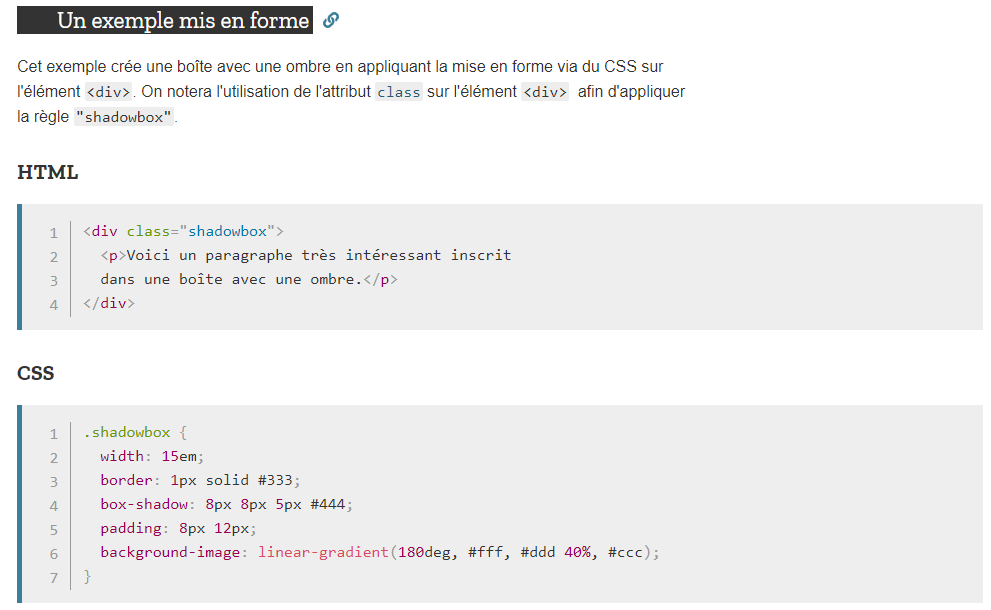 Un exemple mis en forme
Cet exemple crée une boîte avec une ombre en appliquant la mise en forme via du CSS sur
l'élément <div>. On notera l'utilisation de l'attribut class sur l'élément <div> afin d'appliquer
la règle "shadowbox".
HTML
1 <div class="shadowbox">
2 <p>Voici un paragraphe très intéressant inscrit
3 dans une boîte avec une ombre.</p>
4 </div>
CSS
1 .shadowbox {
2 width: 15em;
3 border: 1px solid #333;
4 box-shadow: 8px 8px 5px #444;
5 padding: 8px 12px;
6 background-image: linear-gradient(180deg, #fff, #ddd 40%, #ccc);
7 }